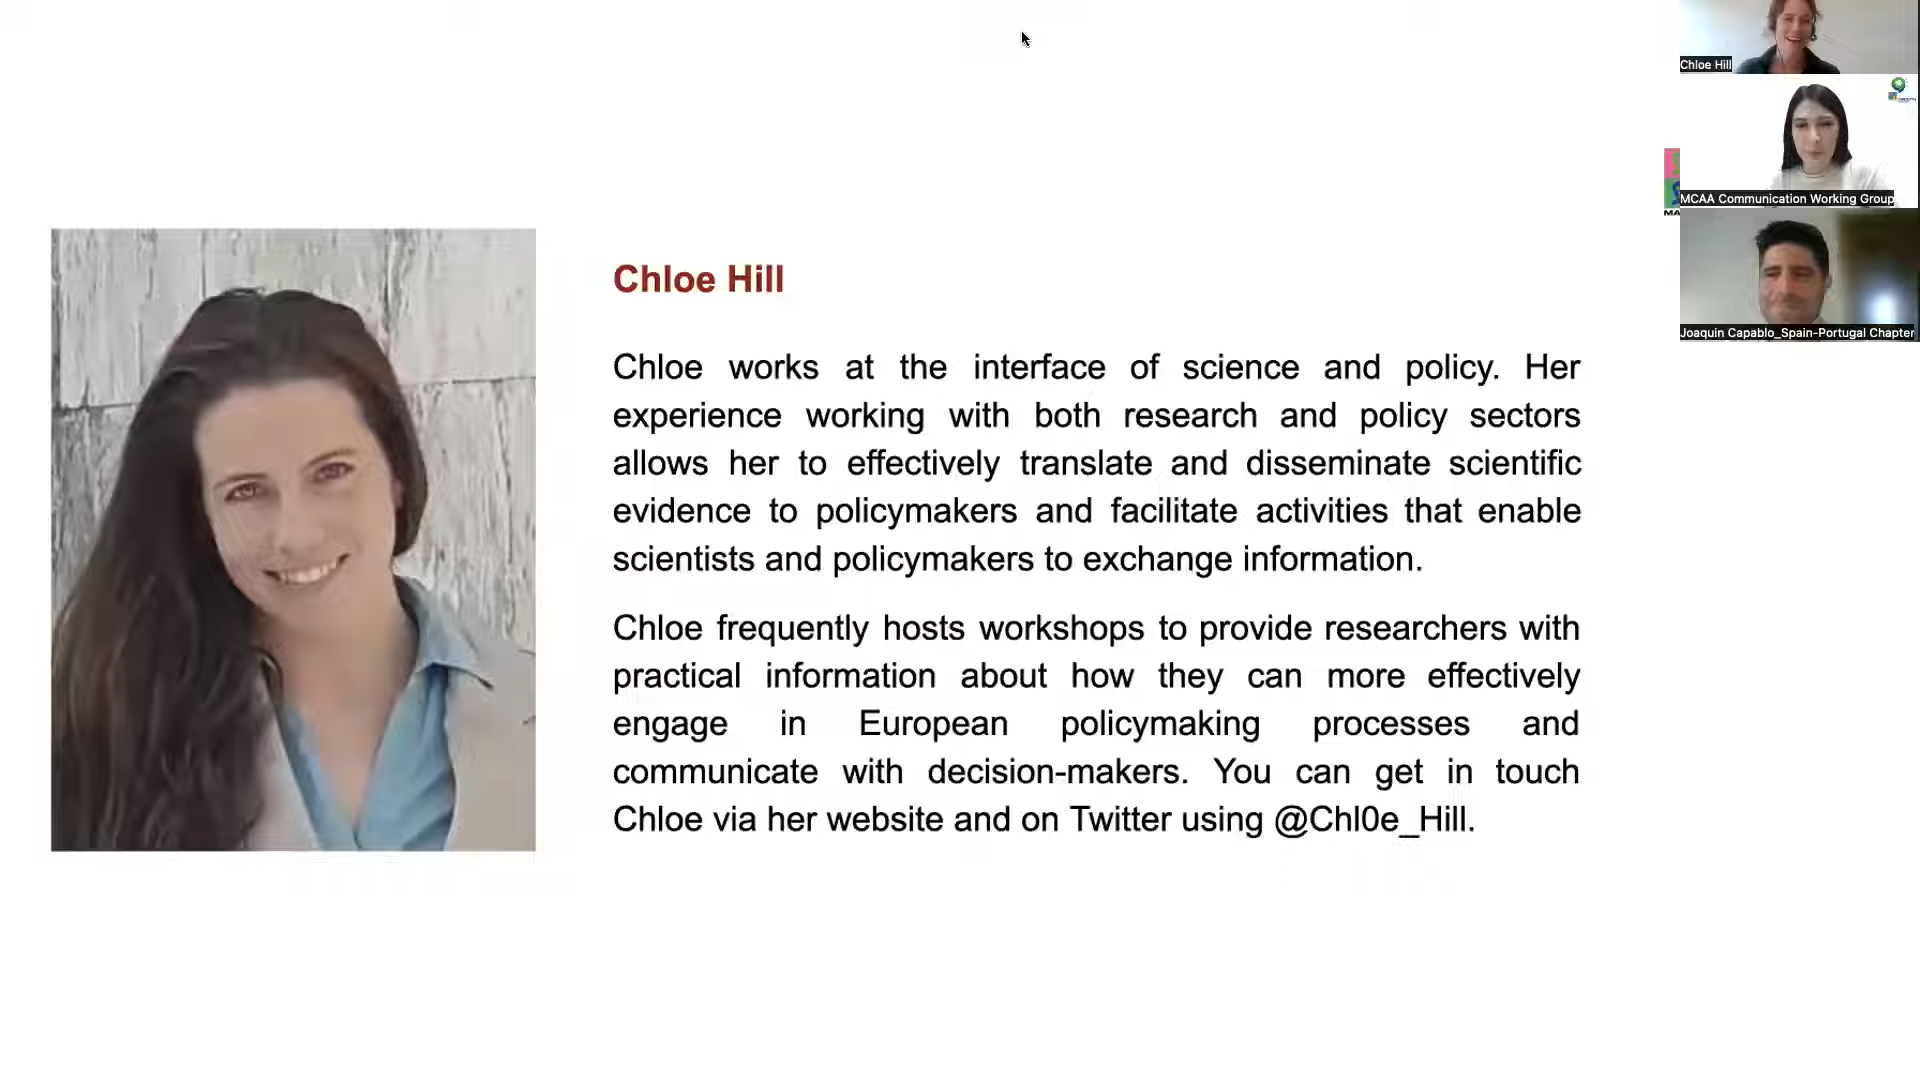 Chloe Hill
Chloe works at the interface of science and policy. Her
experience working with both research and policy sectors
allows her to effectively translate and disseminate scientific
evidence to policymakers and facilitate activities that enable
scientists and policymakers to exchange information.
Chloe frequently hosts workshops to provide researchers with
practical information about how they can more effectively
engage in European policymaking processes and
communicate with decision-makers. You can get in touch
Chloe via her website and on Twitter using @Chl0e_Hill.
Chloe Hill
MCAA Communication Working Group
MA
Joaquin Capablo_Spain-Portugal Chapter